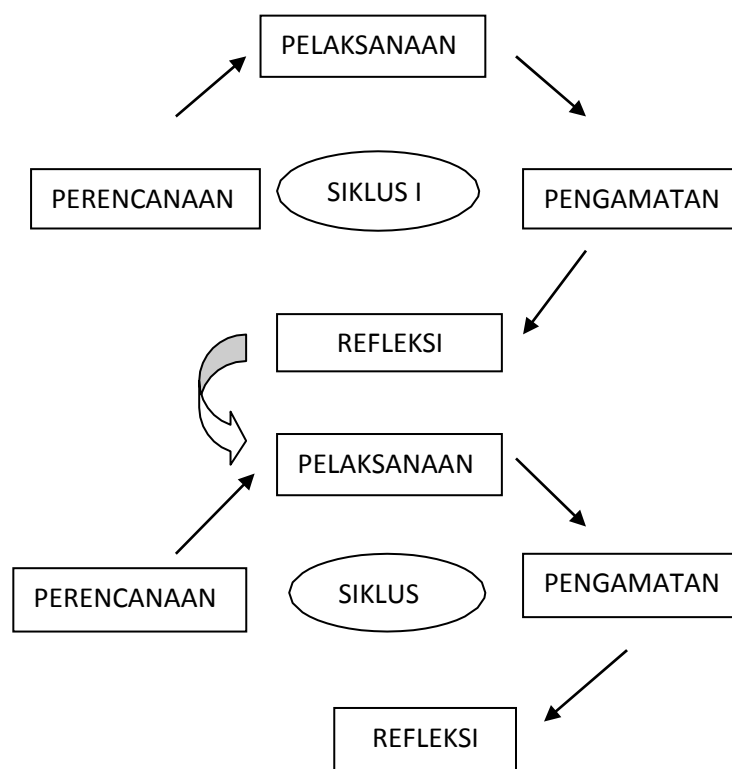 PELAKSANAAN
PERENCANAAN
SIKLUS I
PENGAMATAN
REFLEKSI
PELAKSANAAN
PERENCANAAN
SIKLUS
PENGAMATAN
REFLEKSI